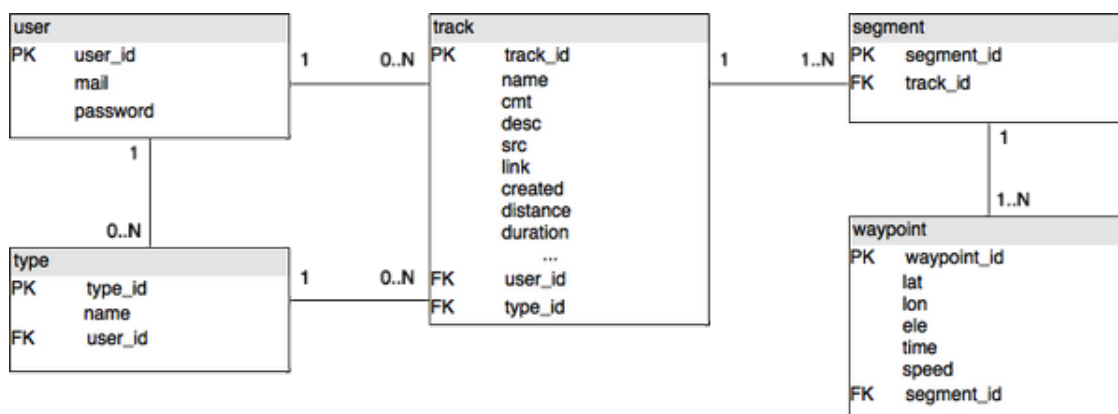 user
PK user_id
mail
password
1 0..N
1
0..N
type
PK type_id
name
FK user_id
1 0..N
track
PK track_id
name
cmt
desc
src
link
created
distance
duration
...
FK user_id
FK type_id
1 1..N
segment
PK segment_id
FK track_id
1
1..N
waypoint
PK waypoint_id
lat
lon
ele
time
speed
FK segment_id